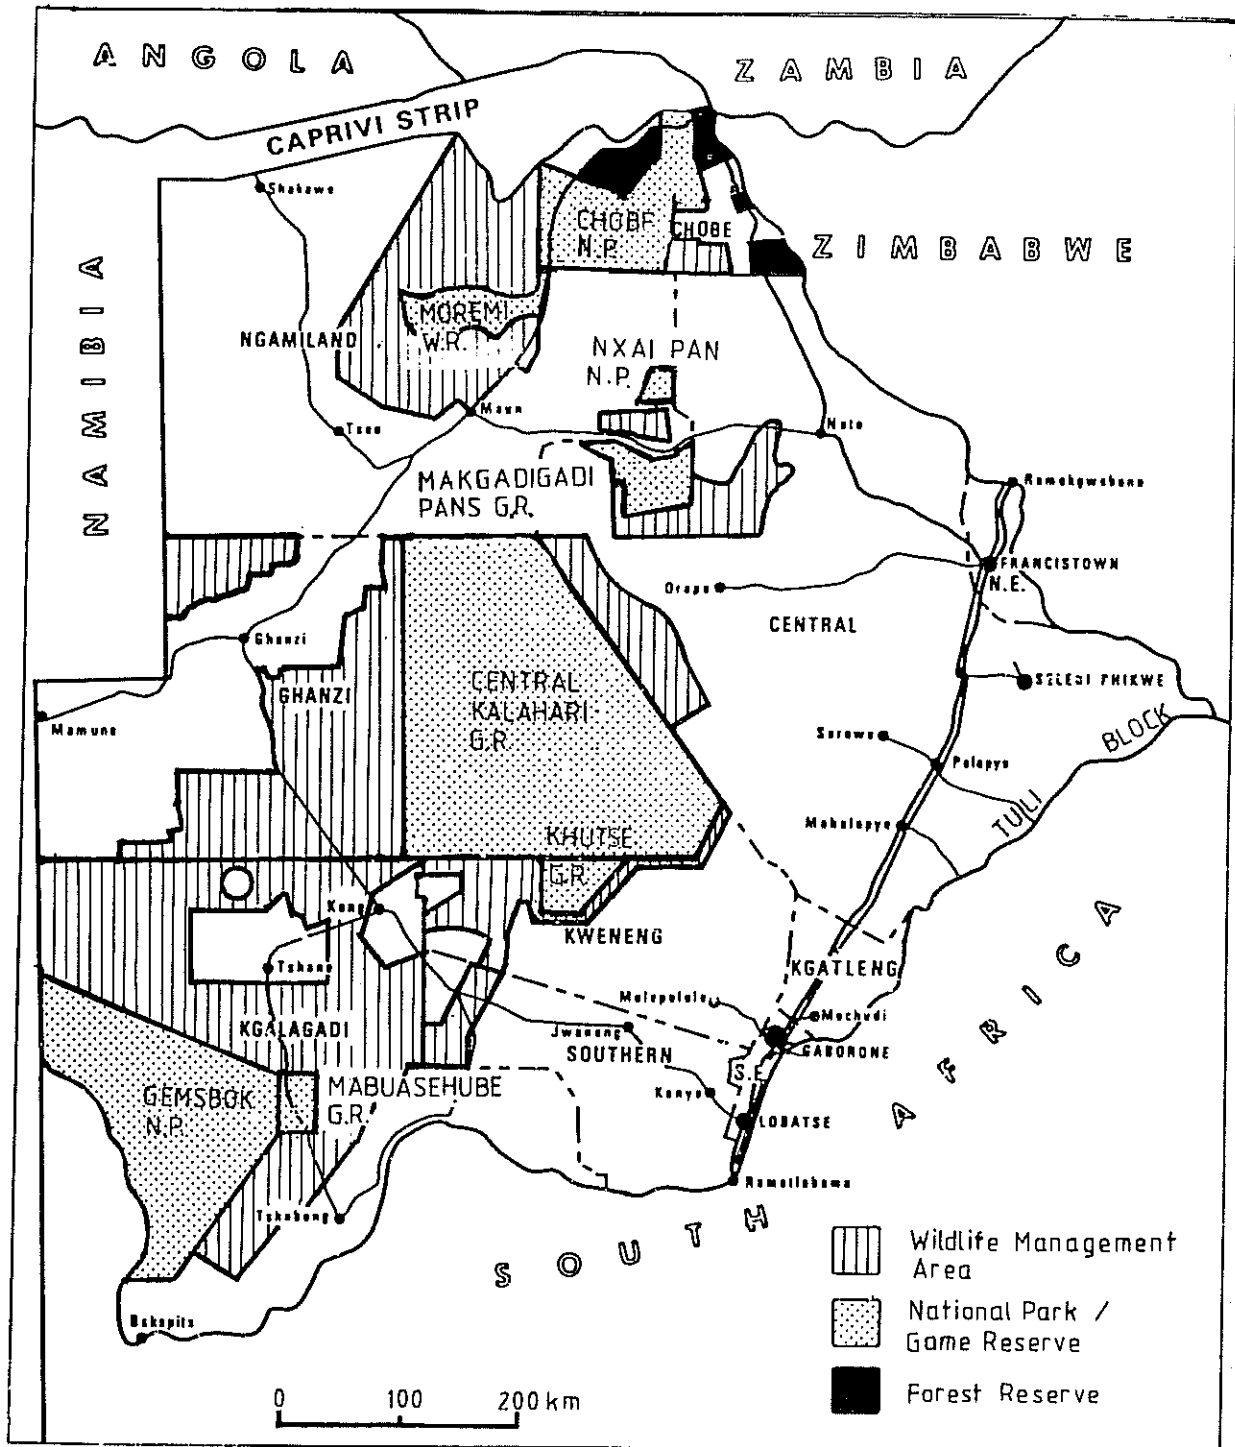 ANGOLA
ZAMBIA
CAPRIVI STRIP
Shakawe
CHOBE
N.P.
CHOBE
ZIMBABWE
NAMIBIA
MOREMI
W.R.
NGAMILAND
NXAI PAN
N.P.
Maun
Tsau
Nata
MAKGADIGADI
PANS G.R.
Ramokgwebana
FRANCISTOWN
N.E.
Orapa
CENTRAL
Ghanzi
GHANZI
CENTRAL
KALAHARI
G.R.
SELEBI PHIKWE
Mamuno
Serowe
Palapye
TULI BLOCK
Mahalapye
KHUTSE
G.R.
Kang
KWENENG
KGATLENG
Tshane
Molepolole
Mochudi
KGALAGADI
Jwaneng
SOUTHERN
GABORONE
S.E.
GEMSBOK
N.P.
MABUASEHUBE
G.R.
Kanye
LOBATSE
Ramatlabama
Tshabong
SOUTH AFRICA
Bokspits
Wildlife Management
Area
National Park /
Game Reserve
Forest Reserve
0 100 200 km